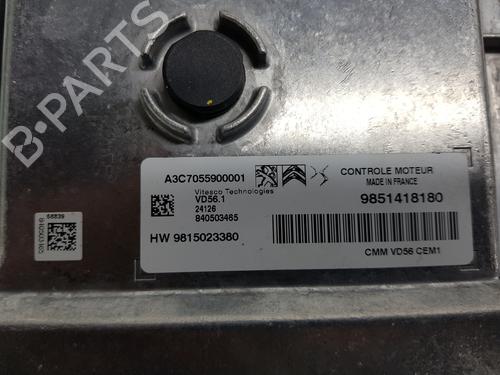 B-PARTS
A3C7055900001
Vitesco Technologies
VD56.1
24126
840503465
HW 9815023380
CONTROLE MOTEUR
MADE IN FRANCE
9851418180
CMM VD56 CEM1
68839